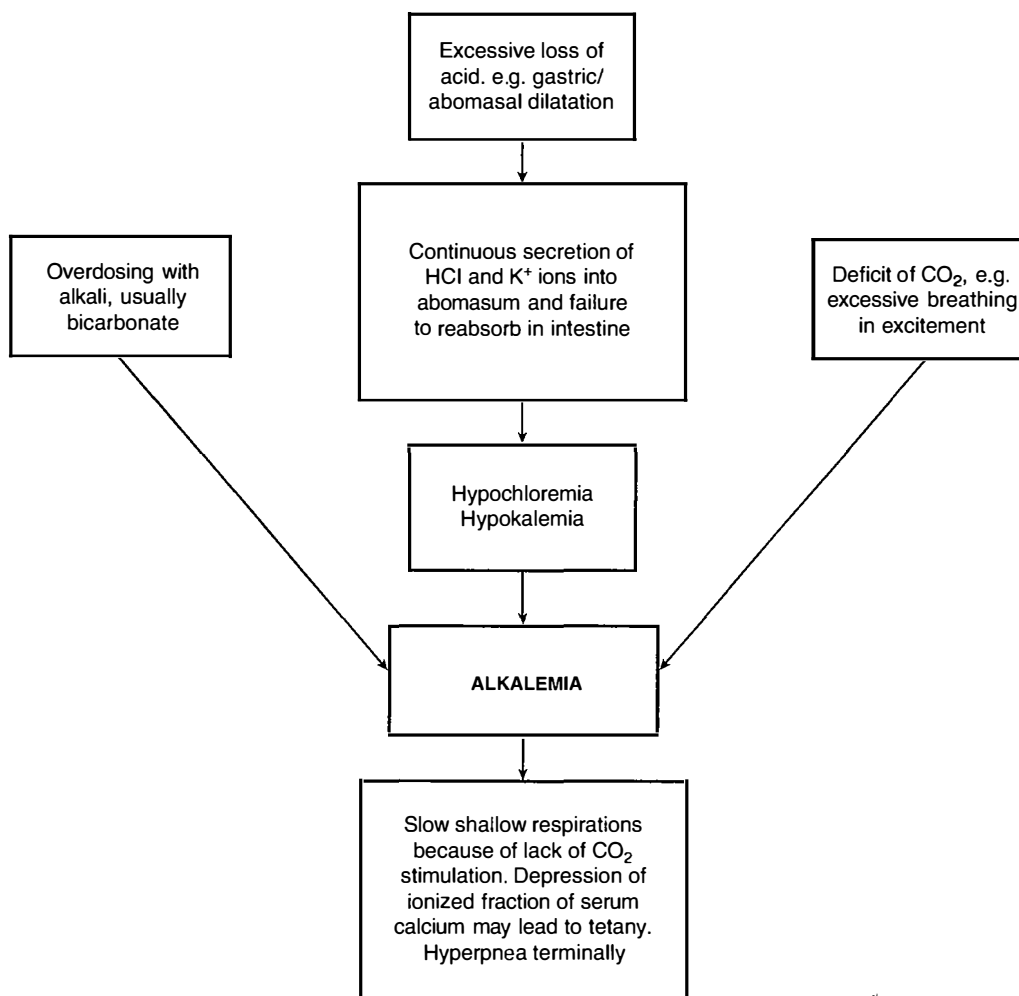 Excessive loss of
acid. e.g. gastric/
abomasal dilatation
Continuous secretion of
HCl and K⁺ ions into
abomasum and failure
to reabsorb in intestine
Overdosing with
alkali, usually
bicarbonate
Deficit of CO₂, e.g.
excessive breathing
in excitement
Hypochloremia
Hypokalemia
ALKALEMIA
Slow shallow respirations
because of lack of CO₂
stimulation. Depression of
ionized fraction of serum
calcium may lead to tetany.
Hyperpnea terminally